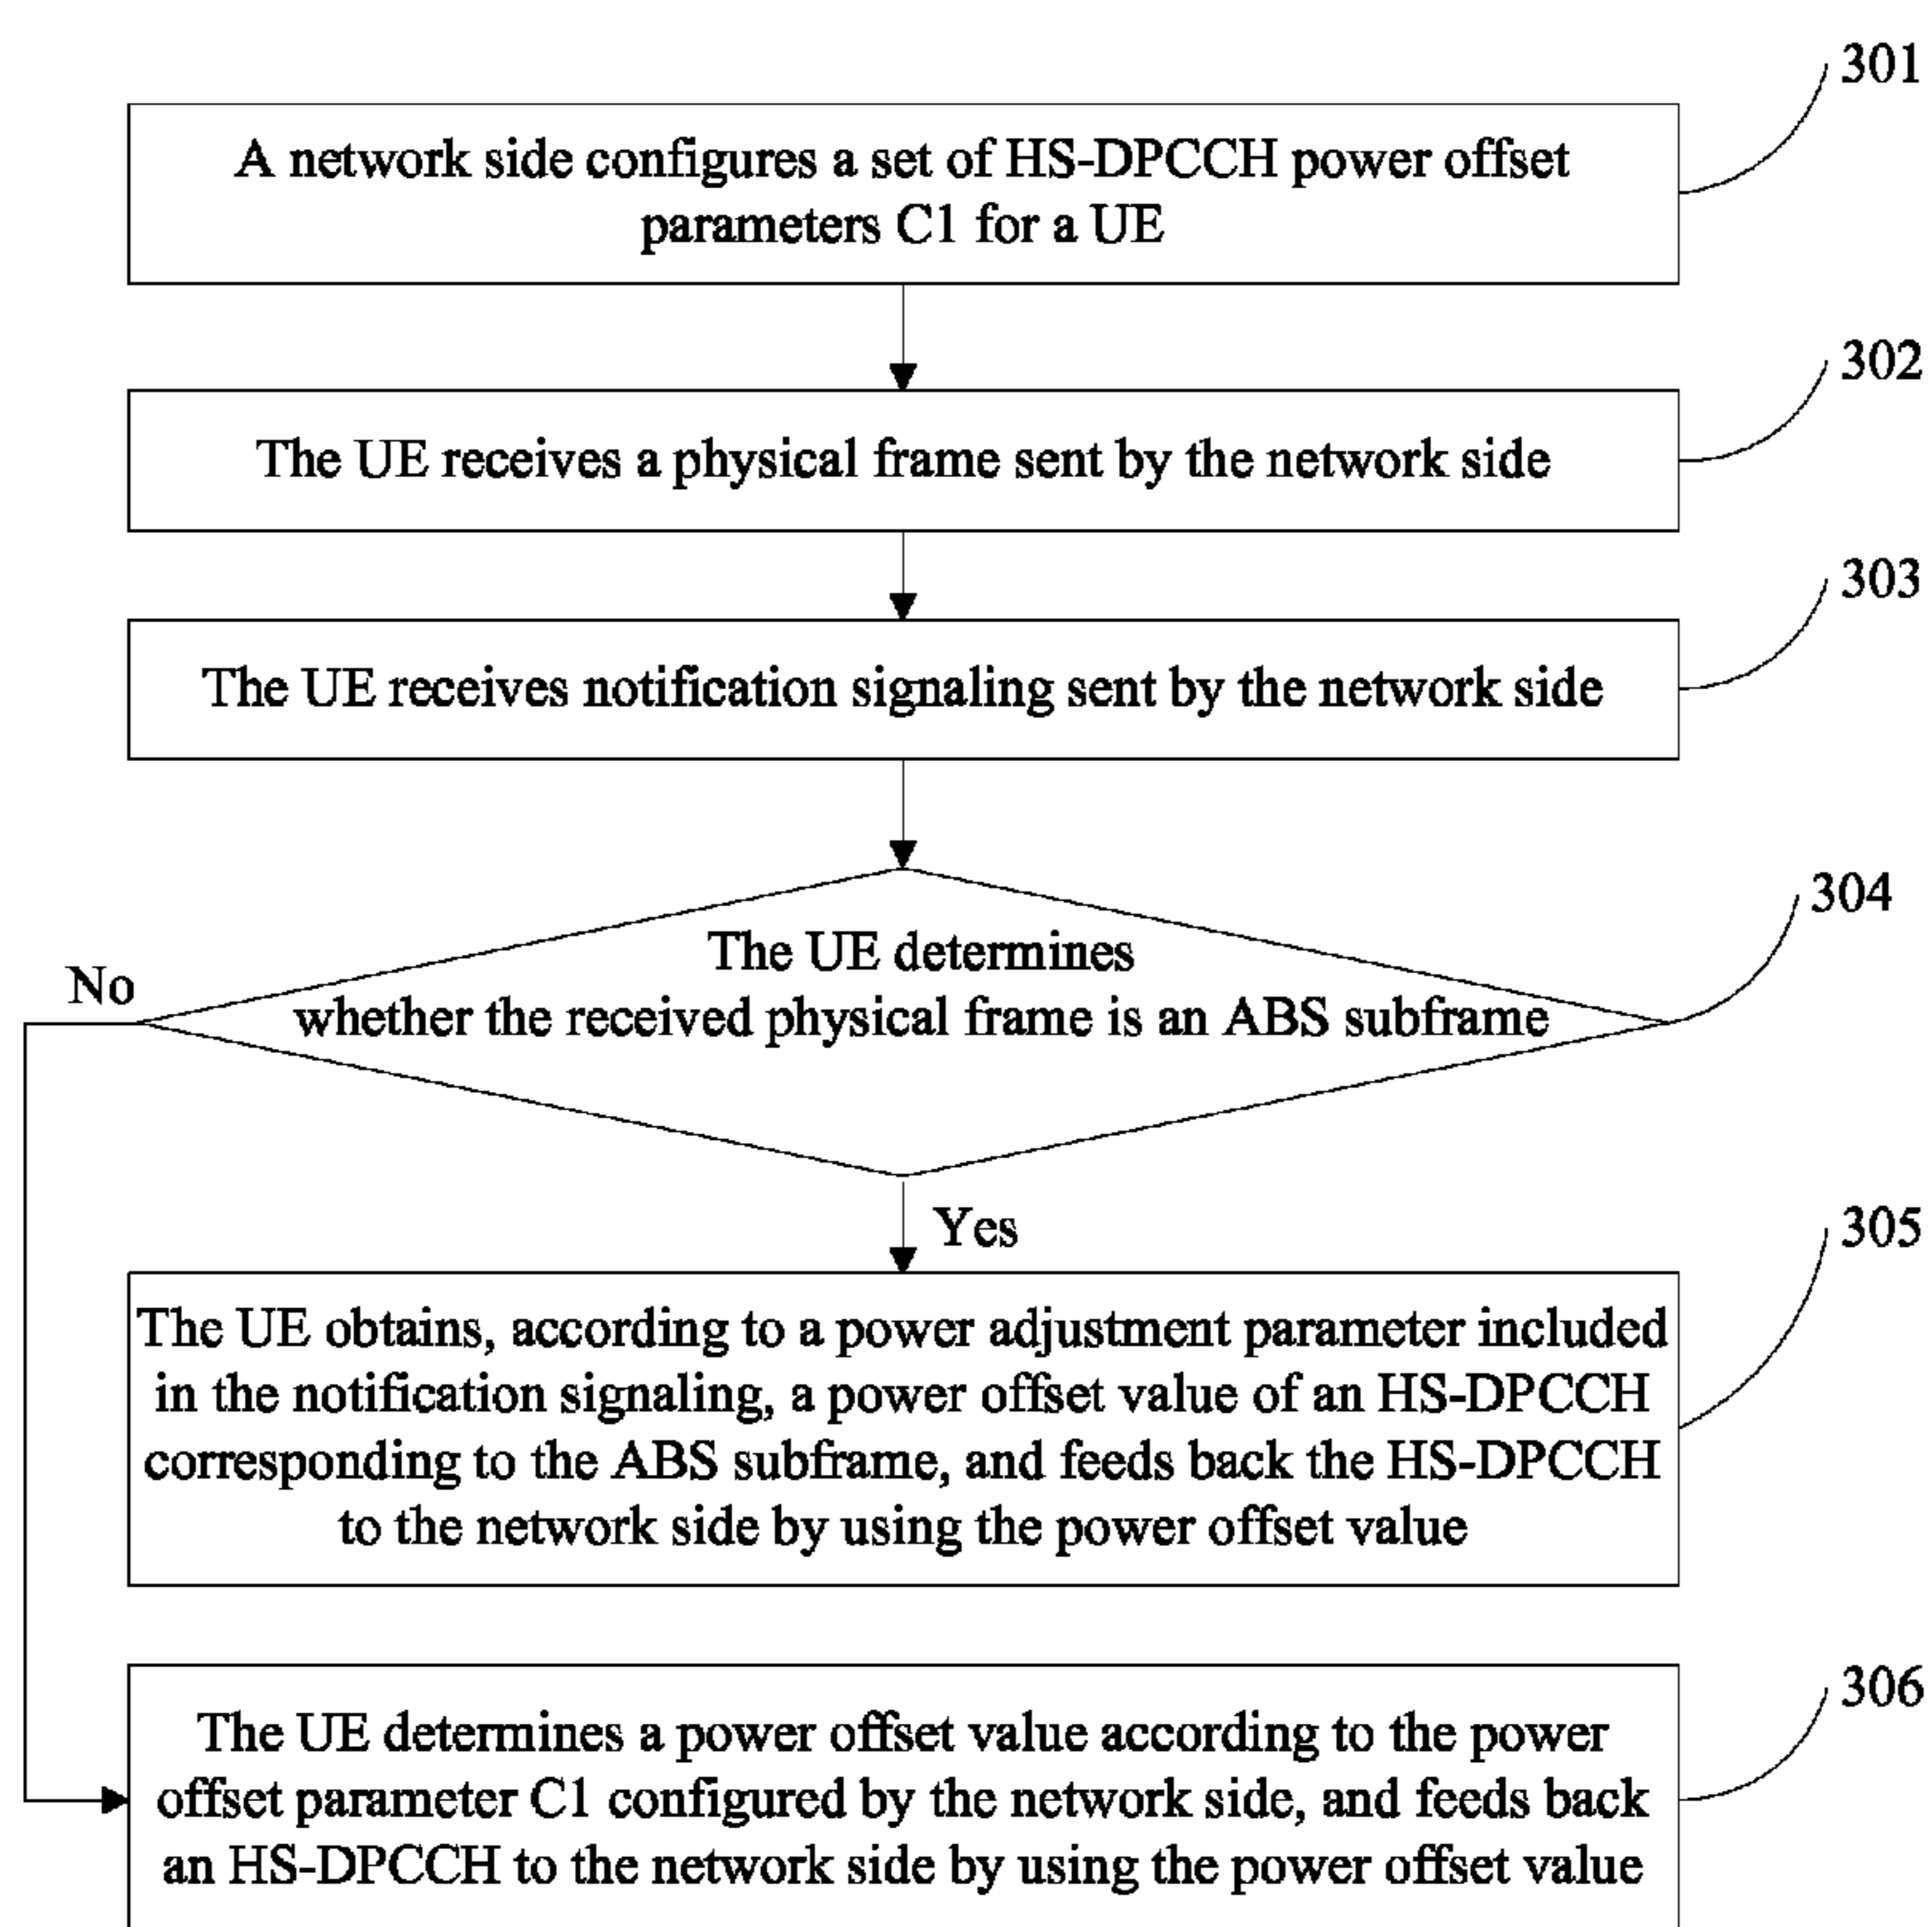 301
A network side configures a set of HS-DPCCH power offset
parameters C1 for a UE
302
The UE receives a physical frame sent by the network side
303
The UE receives notification signaling sent by the network side
304
The UE determines
whether the received physical frame is an ABS subframe
No
Yes
305
The UE obtains, according to a power adjustment parameter included
in the notification signaling, a power offset value of an HS-DPCCH
corresponding to the ABS subframe, and feeds back the HS-DPCCH
to the network side by using the power offset value
306
The UE determines a power offset value according to the power
offset parameter C1 configured by the network side, and feeds back
an HS-DPCCH to the network side by using the power offset value